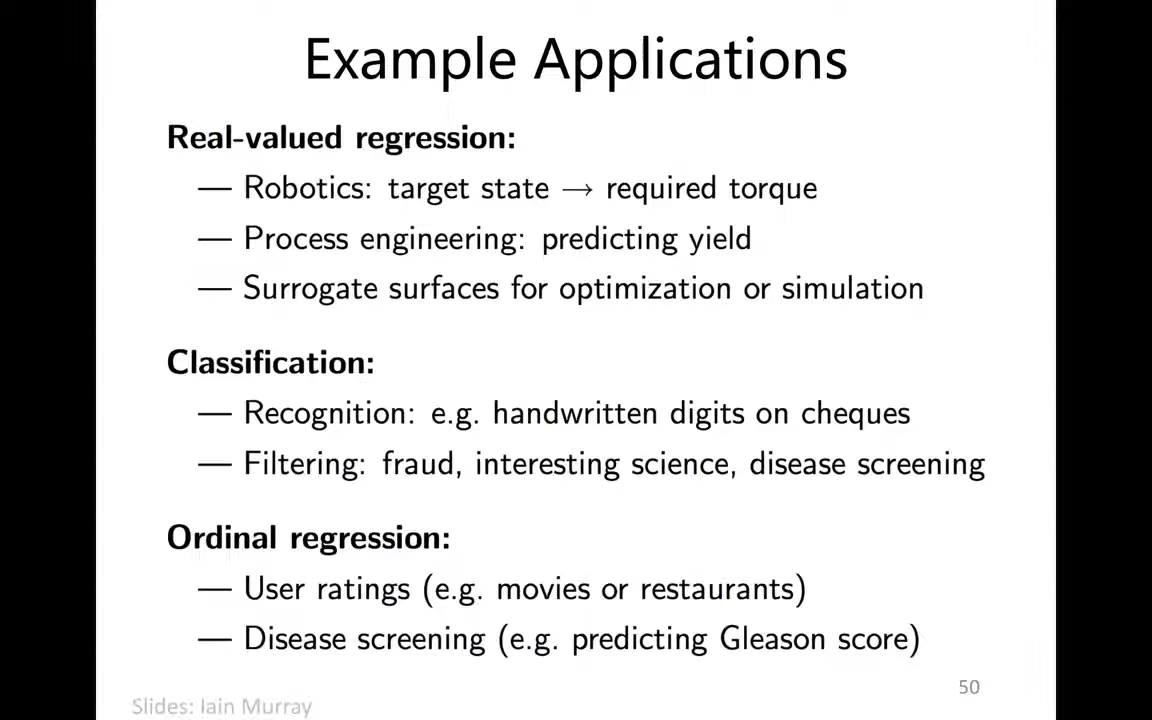 Example Applications
Real-valued regression:
— Robotics: target state → required torque
— Process engineering: predicting yield
— Surrogate surfaces for optimization or simulation
Classification:
— Recognition: e.g. handwritten digits on cheques
— Filtering: fraud, interesting science, disease screening
Ordinal regression:
— User ratings (e.g. movies or restaurants)
— Disease screening (e.g. predicting Gleason score)
50
Slides: Iain Murray